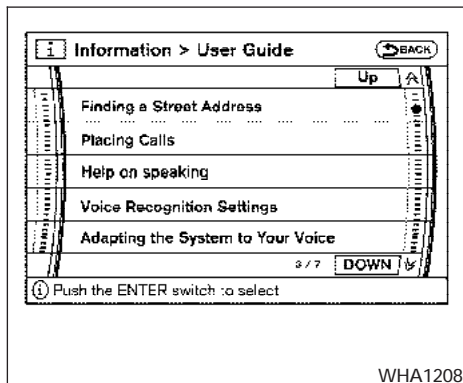 i Information > User Guide BACK
Up
Finding a Street Address
Placing Calls
Help on speaking
Voice Recognition Settings
Adapting the System to Your Voice
3/7 DOWN
i Push the ENTER switch to select
WHA1208